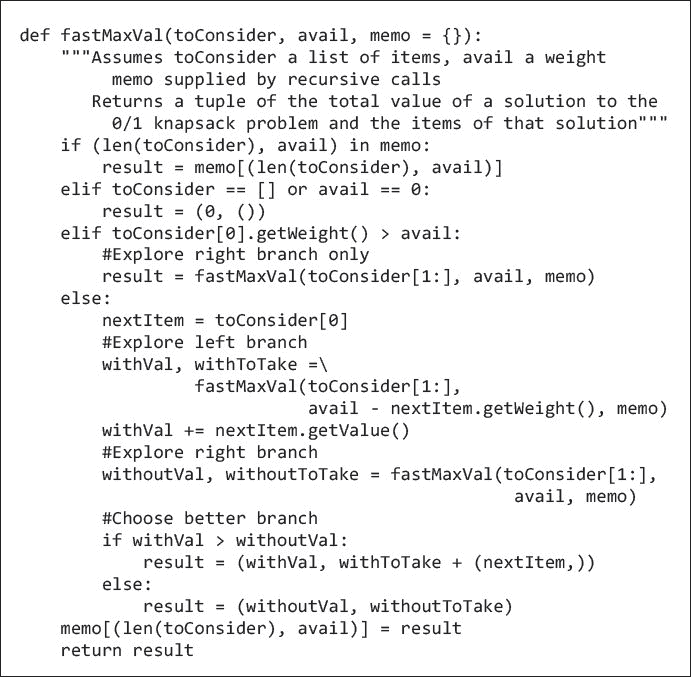 def fastMaxVal(toConsider, avail, memo = {}):
    """Assumes toConsider a list of items, avail a weight
         memo supplied by recursive calls
       Returns a tuple of the total value of a solution to the
         0/1 knapsack problem and the items of that solution"""
    if (len(toConsider), avail) in memo:
        result = memo[(len(toConsider), avail)]
    elif toConsider == [] or avail == 0:
        result = (0, ())
    elif toConsider[0].getWeight() > avail:
        #Explore right branch only
        result = fastMaxVal(toConsider[1:], avail, memo)
    else:
        nextItem = toConsider[0]
        #Explore left branch
        withVal, withToTake =\
                 fastMaxVal(toConsider[1:],
                            avail - nextItem.getWeight(), memo)
        withVal += nextItem.getValue()
        #Explore right branch
        withoutVal, withoutToTake = fastMaxVal(toConsider[1:],
                                                avail, memo)
        #Choose better branch
        if withVal > withoutVal:
            result = (withVal, withToTake + (nextItem,))
        else:
            result = (withoutVal, withoutToTake)
    memo[(len(toConsider), avail)] = result
    return result